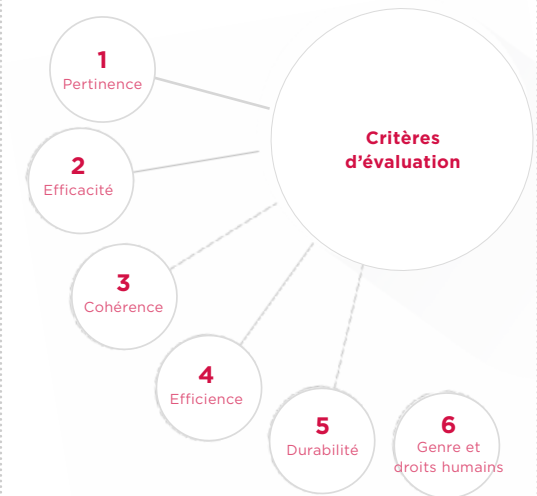 1
Pertinence
Critères
d'évaluation
2
Efficacité
3
Cohérence
4
Efficience
5
Durabilité
6
Genre et
droits humains